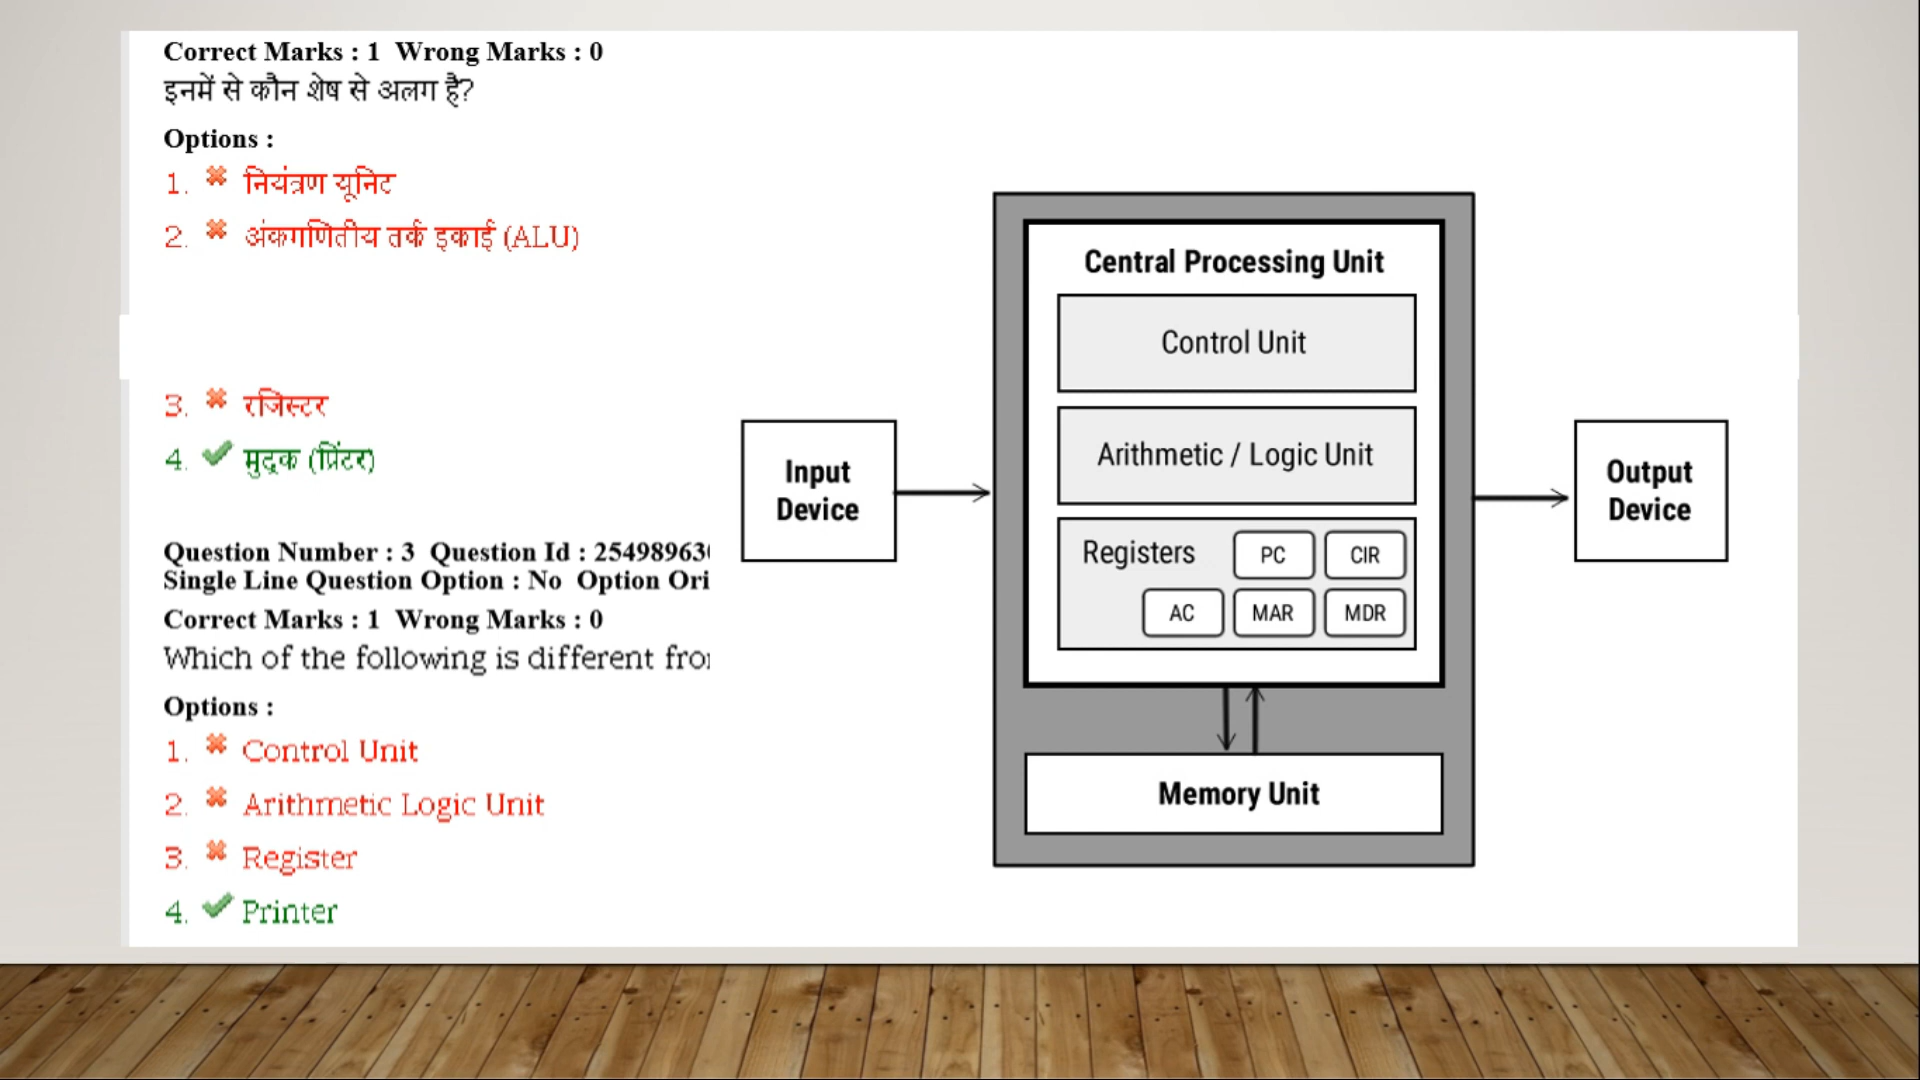 Correct Marks : 1 Wrong Marks : 0
इनमें से कौन शेष से अलग है?
Options :
1. नियंत्रण यूनिट
2. अंकगणितीय तर्क इकाई (ALU)
3. रजिस्टर
4. मुद्रक (प्रिंटर)
Question Number : 3 Question Id : 25498963
Single Line Question Option : No Option Ori
Correct Marks : 1 Wrong Marks : 0
Which of the following is different fro
Options :
1. Control Unit
2. Arithmetic Logic Unit
3. Register
4. Printer
Input
Device
Central Processing Unit
Control Unit
Arithmetic / Logic Unit
Registers PC CIR
AC MAR MDR
Memory Unit
Output
Device